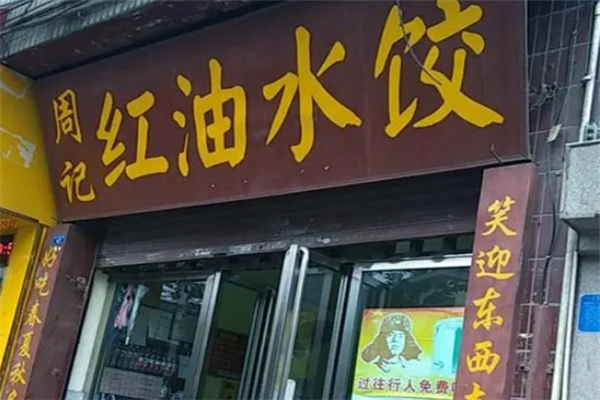 周记
红油水饺
好吃春夏秋
笑迎东西
过往行人免费